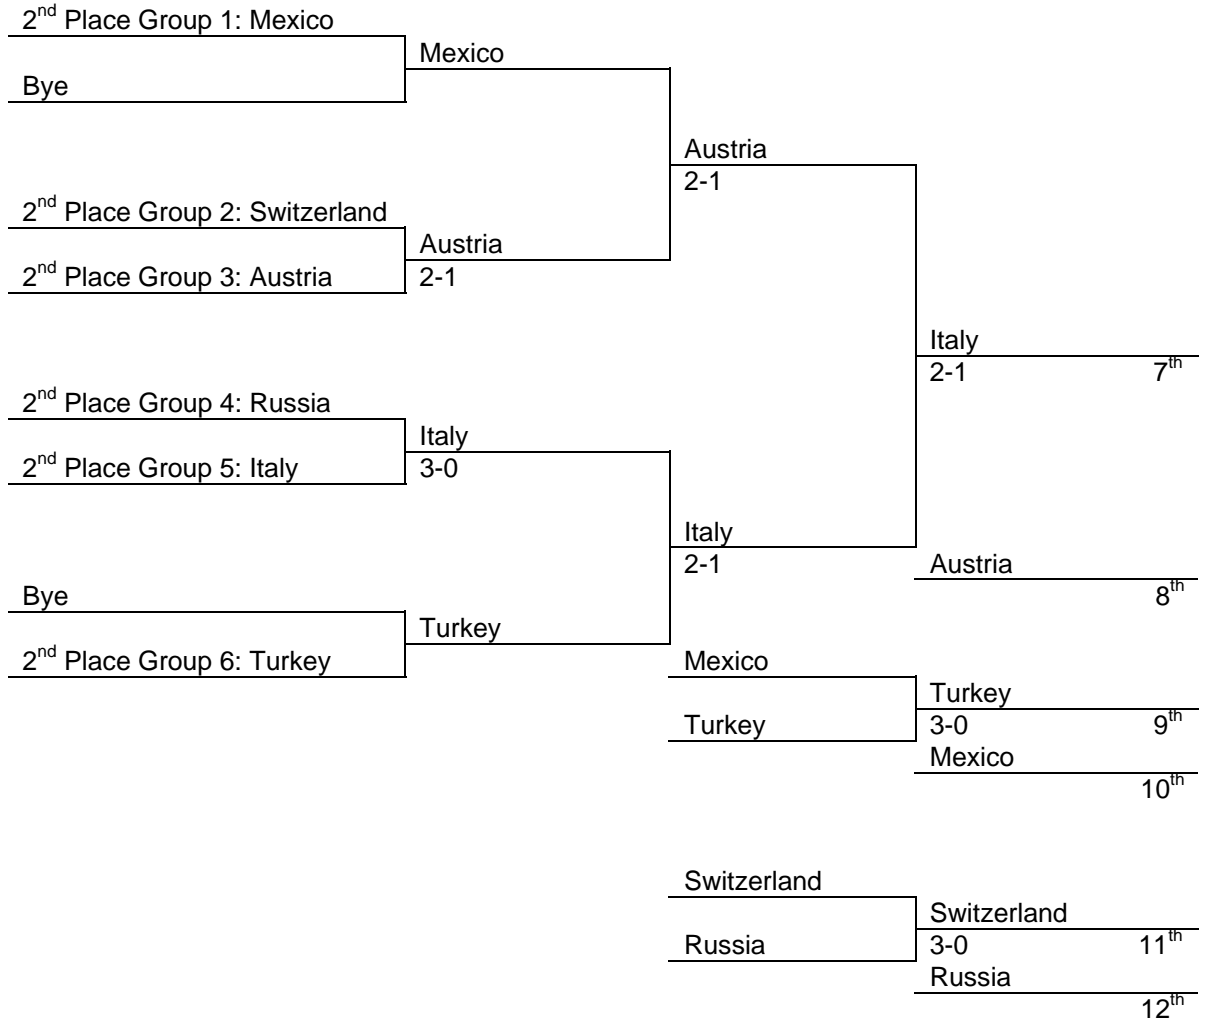 2nd Place Group 1: Mexico
Mexico
Bye
Austria
2-1
2nd Place Group 2: Switzerland
Austria
2nd Place Group 3: Austria
2-1
Italy
2-1 7th
2nd Place Group 4: Russia
Italy
2nd Place Group 5: Italy
3-0
Italy
2-1
Austria
8th
Bye
Turkey
2nd Place Group 6: Turkey
Mexico
Turkey
Turkey
3-0 9th
Mexico
10th
Switzerland
Switzerland
Russia
3-0 11th
Russia
12th